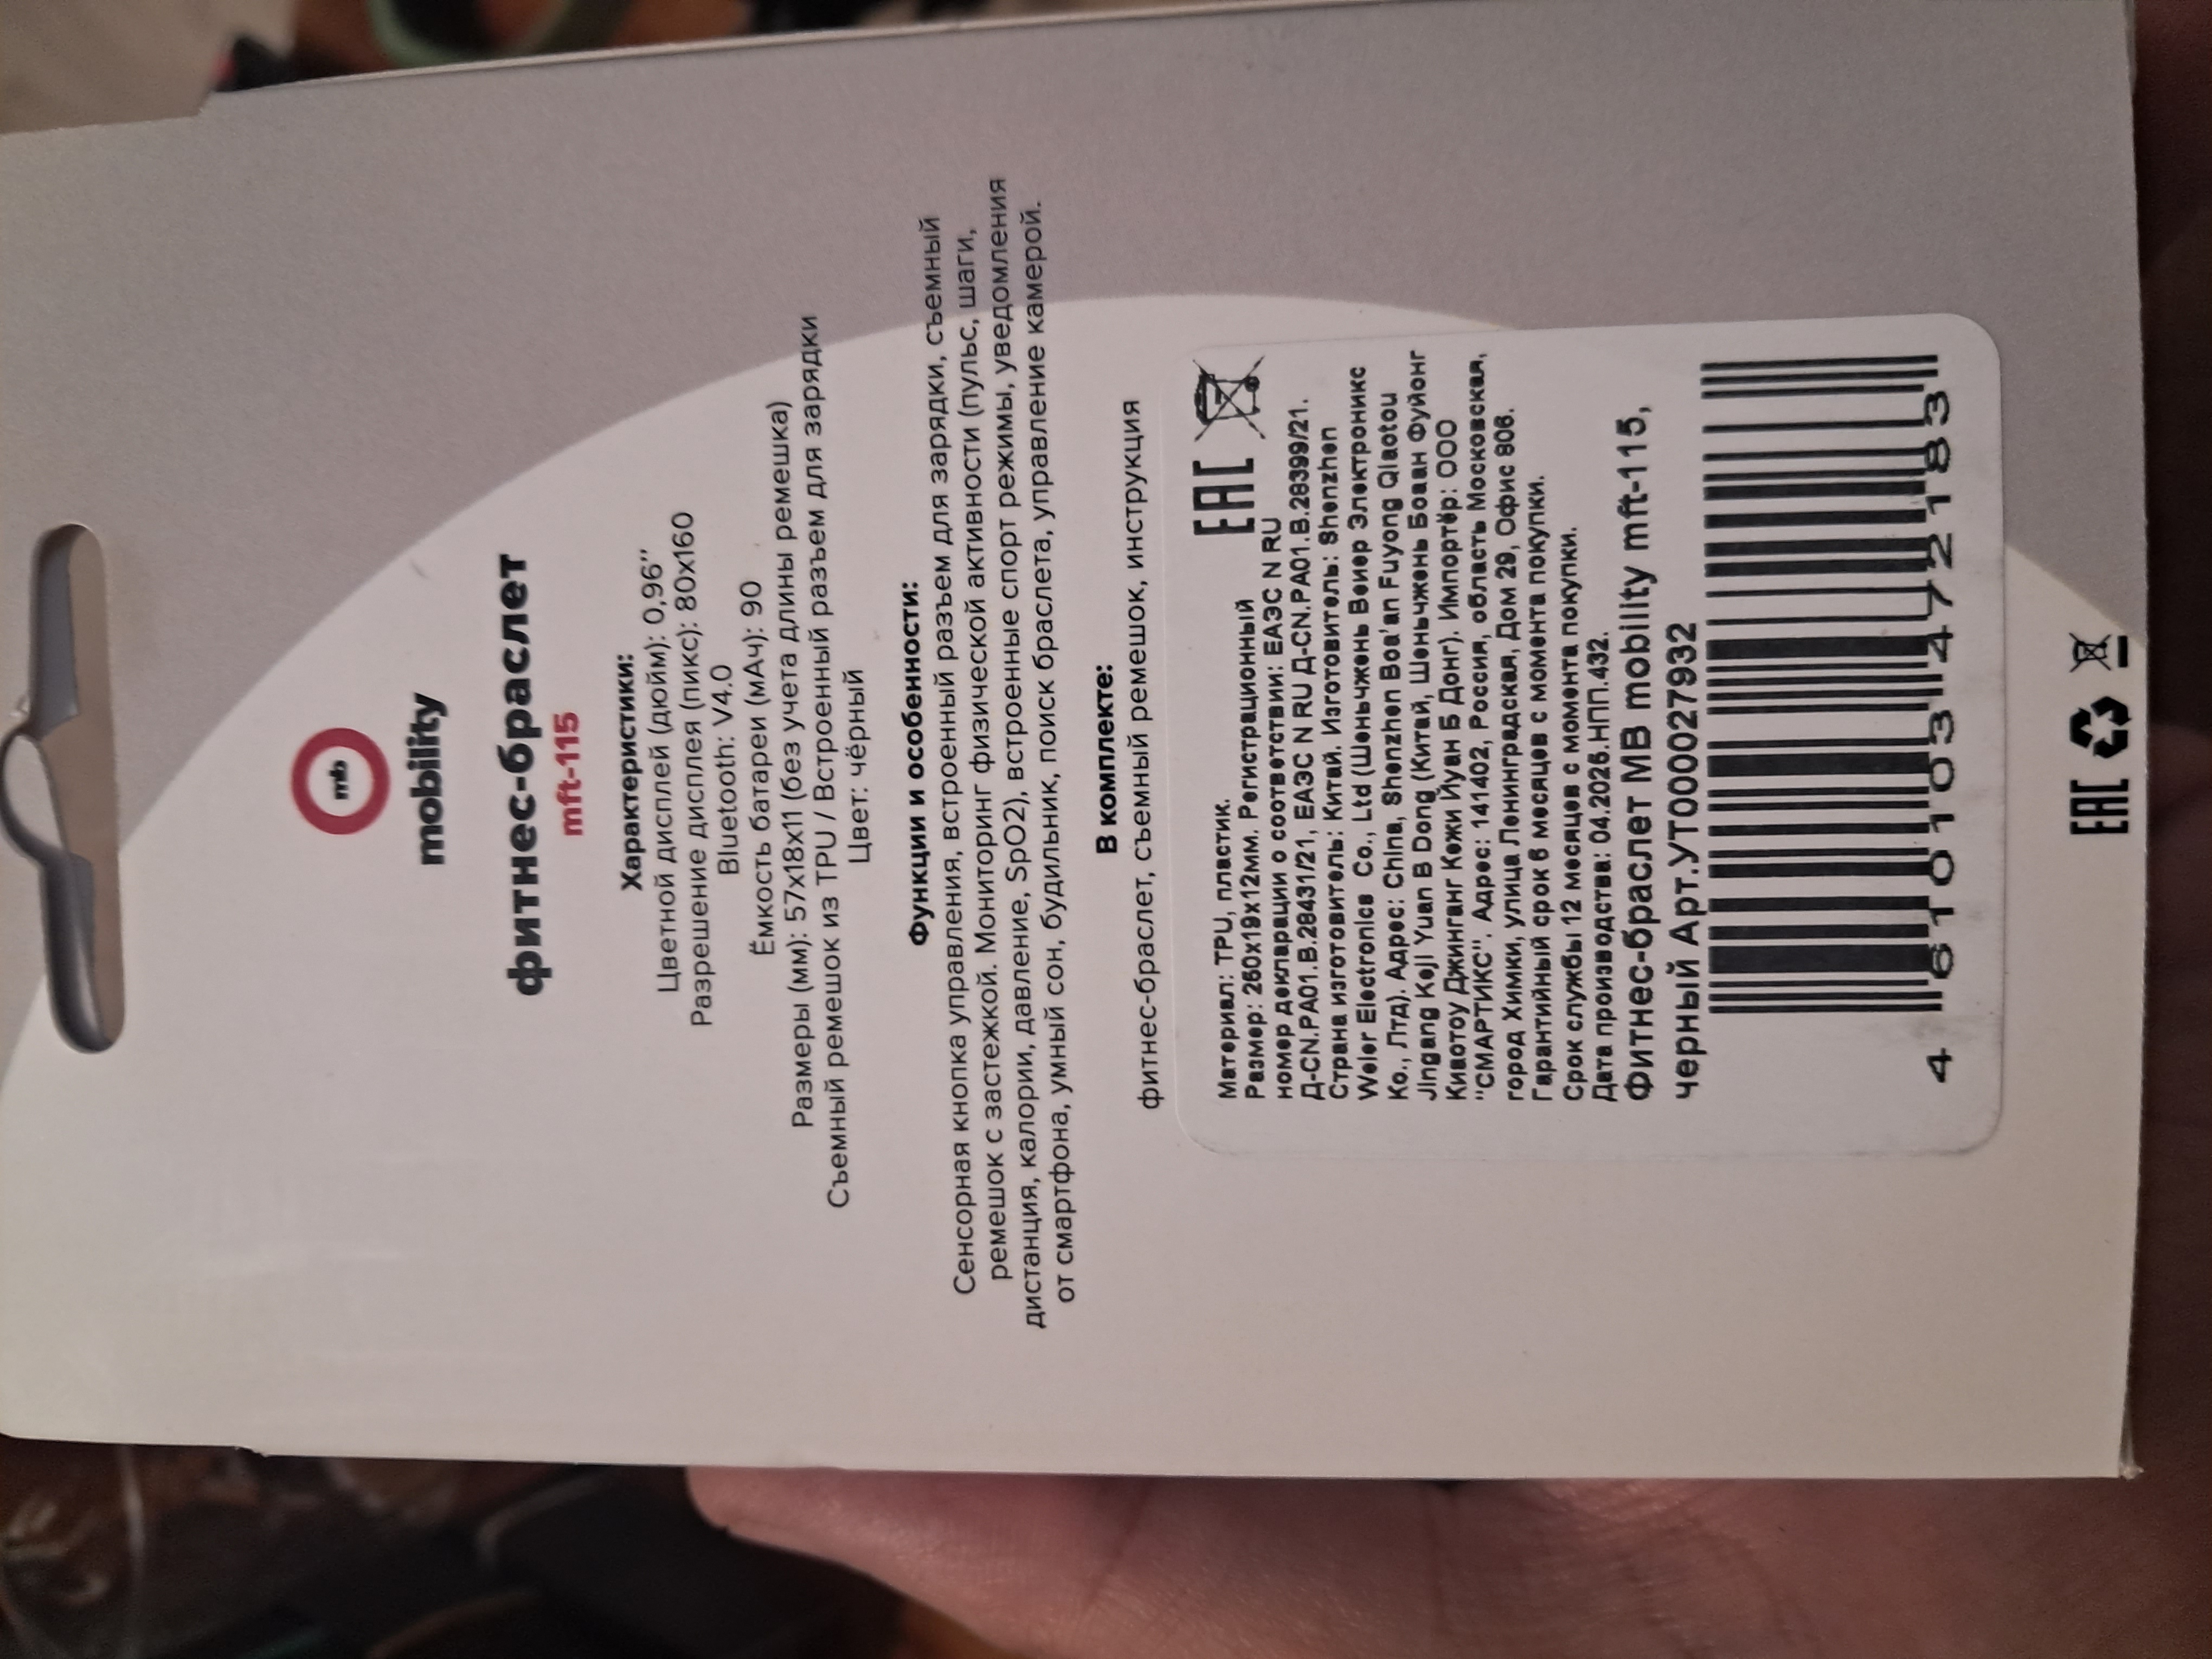 mb
mobility
фитнес-браслет
mft-115
Характеристики:
Цветной дисплей (дюйм): 0,96’’
Разрешение дисплея (пикс): 80x160
Bluetooth: V4.0
Ёмкость батареи (мАч): 90
Размеры (мм): 57x18x11 (без учета длины ремешка)
Съемный ремешок из TPU / Встроенный разъем для зарядки
Цвет: чёрный
Функции и особенности:
Сенсорная кнопка управления, встроенный разъем для зарядки, съемный
ремешок с застежкой. Мониторинг физической активности (пульс, шаги,
дистанция, калории, давление, SpO2), встроенные спорт режимы, уведомления
от смартфона, умный сон, будильник, поиск браслета, управление камерой.
В комплекте:
фитнес-браслет, съемный ремешок, инструкция
EAC
Материал: TPU, пластик.
Размер: 260x19x12мм. Регистрационный
номер декларации о соответствии: ЕАЭС N RU
Д-CN.РА01.В.28431/21, ЕАЭС N RU Д-CN.РА01.В.28399/21.
Страна изготовитель: Китай. Изготовитель: Shenzhen
Weier Electronics Co., Ltd (Шеньчжень Веиер Электроникс
Ко., Лтд). Адрес: China, Shenzhen Boa'an Fuyong Qiaotou
Jingang Keji Yuan B Dong (Китай, Шеньчжень Боаан Фуйонг
Киаотоу Джинганг Кежи Йуан Б Донг). Импортёр: ООО
"СМАРТИКС". Адрес: 141402, Россия, область Московская,
город Химки, улица Ленинградская, Дом 29, Офис 806.
Гарантийный срок 6 месяцев с момента покупки.
Срок службы 12 месяцев с момента покупки.
Дата производства: 04.2025.НПП.432.
Фитнес-браслет MB mobility mft-115,
черный Арт.УТ000027932
4 610103 472183
EAC